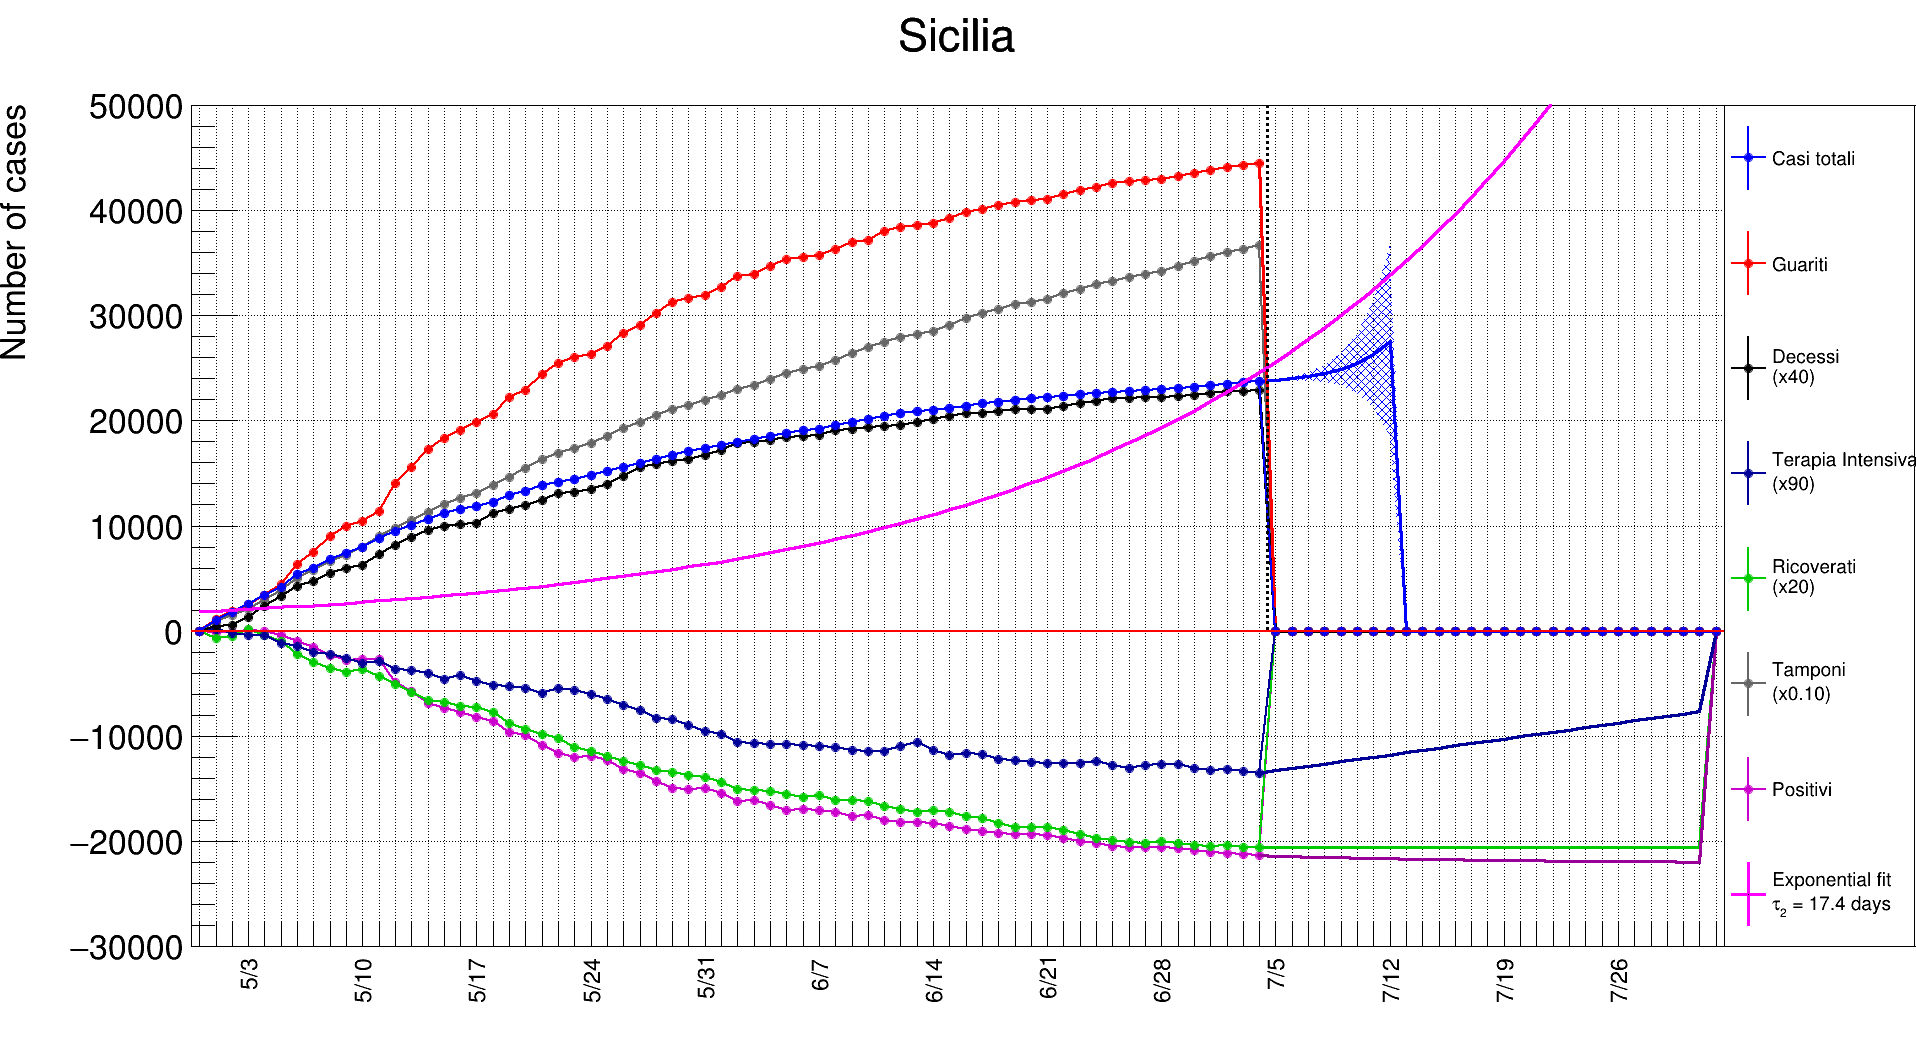 Sicilia
Number of cases
50000
40000
30000
20000
10000
0
−10000
−20000
−30000
5/3
5/10
5/17
5/24
5/31
6/7
6/14
6/21
6/28
7/5
7/12
7/19
7/26
Casi totali
Guariti
Decessi
(x40)
Terapia Intensiva
(x90)
Ricoverati
(x20)
Tamponi
(x0.10)
Positivi
Exponential fit
τ2 = 17.4 days